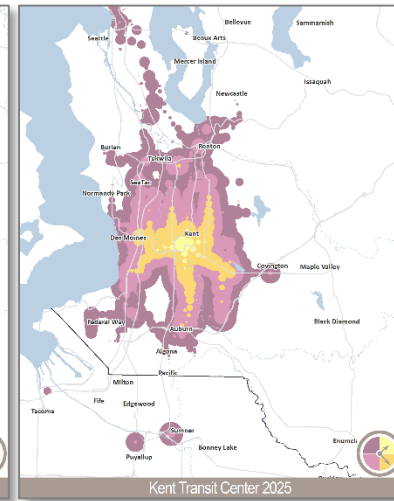 Bellevue
Sammamish
Seattle
Beaux Arts
Mercer Island
Issaquah
Newcastle
Burien
Renton
Tukwila
SeaTac
Normandy Park
Des Moines
Kent
Covington
Maple Valley
Federal Way
Black Diamond
Auburn
Algona
Pacific
Milton
Fife
Edgewood
Tacoma
Sumner
Enumcl
Puyallup
Bonney Lake
Kent Transit Center 2025